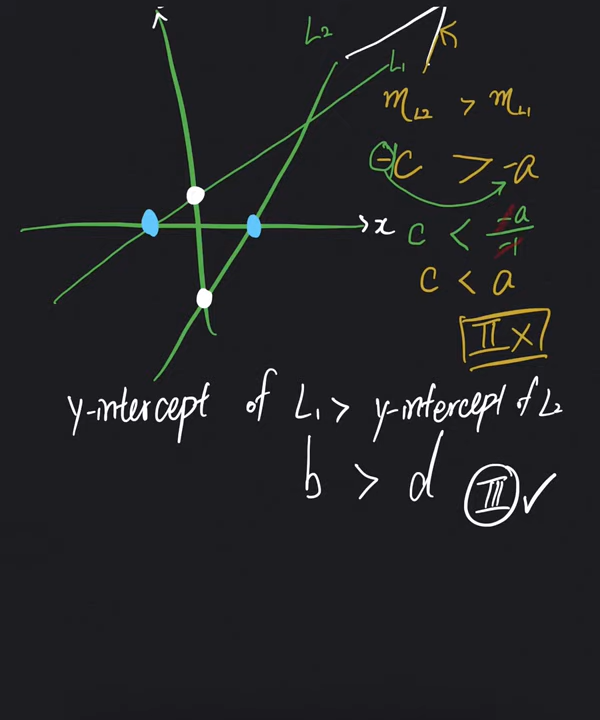 L₂
L₁
m_L2 > m_L1
-c > -a
x
c < -a/-1
c < a
II X
y-intercept of L₁ > y-intercept of L₂
b > d
III ✓